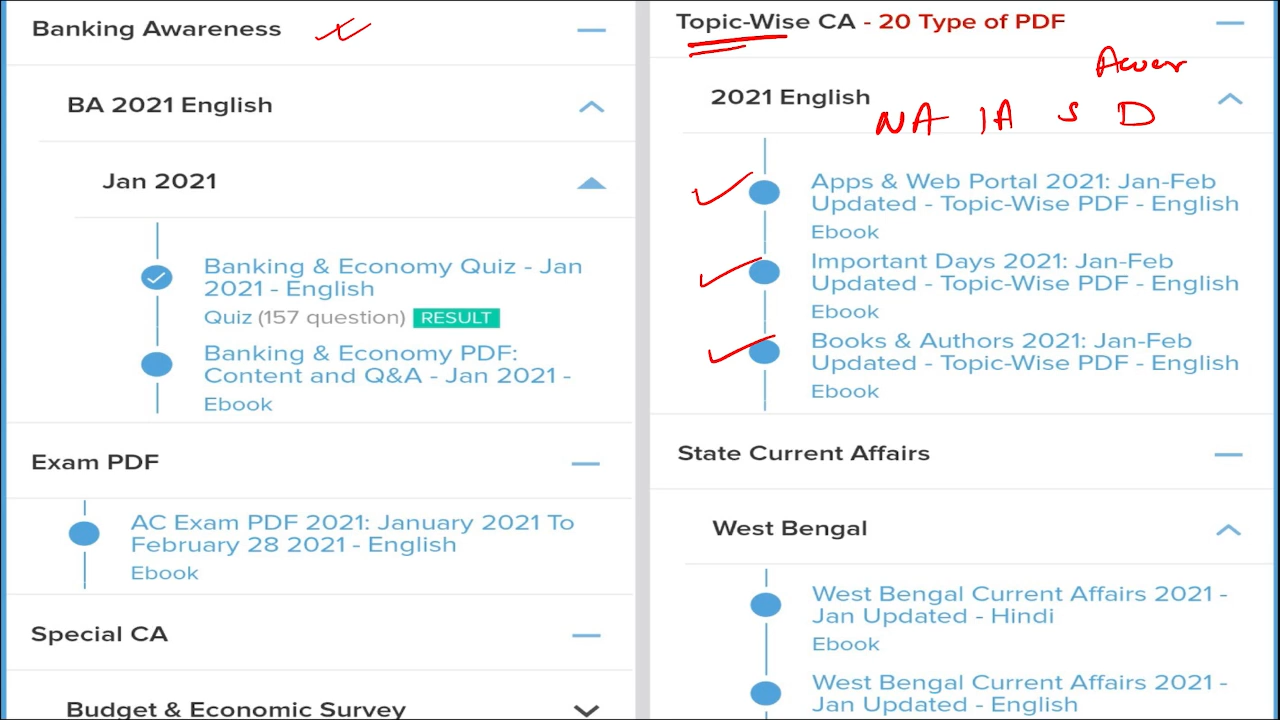 Banking Awareness
BA 2021 English
Jan 2021
Banking & Economy Quiz - Jan
2021 - English
Quiz (157 question) RESULT
Banking & Economy PDF:
Content and Q&A - Jan 2021 -
Ebook
Exam PDF
AC Exam PDF 2021: January 2021 To
February 28 2021 - English
Ebook
Special CA
Budget & Economic Survey
Topic-Wise CA - 20 Type of PDF
2021 English
NA IA S D
Apps & Web Portal 2021: Jan-Feb
Updated - Topic-Wise PDF - English
Ebook
Important Days 2021: Jan-Feb
Updated - Topic-Wise PDF - English
Ebook
Books & Authors 2021: Jan-Feb
Updated - Topic-Wise PDF - English
Ebook
State Current Affairs
West Bengal
West Bengal Current Affairs 2021 -
Jan Updated - Hindi
Ebook
West Bengal Current Affairs 2021 -
Jan Updated - English